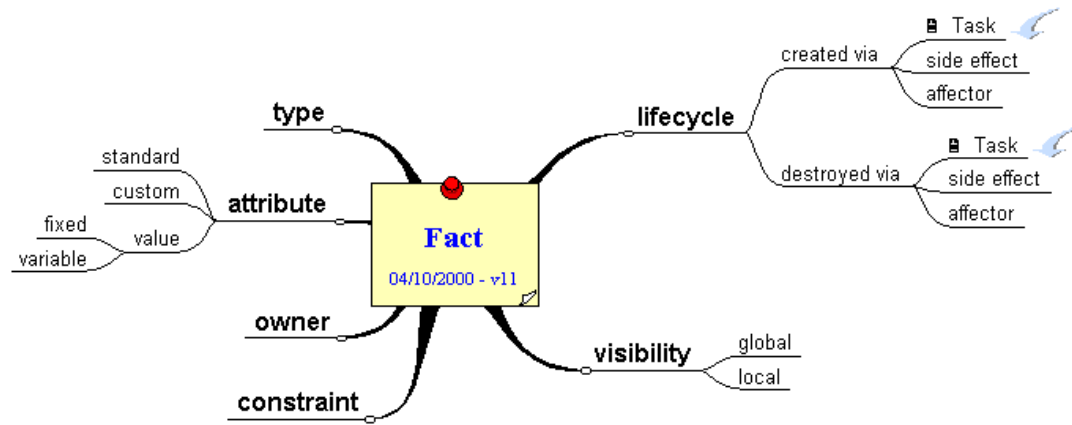 Fact
04/10/2000 - v11
type
attribute
standard
custom
value
fixed
variable
owner
constraint
lifecycle
created via
Task
side effect
affector
destroyed via
Task
side effect
affector
visibility
global
local